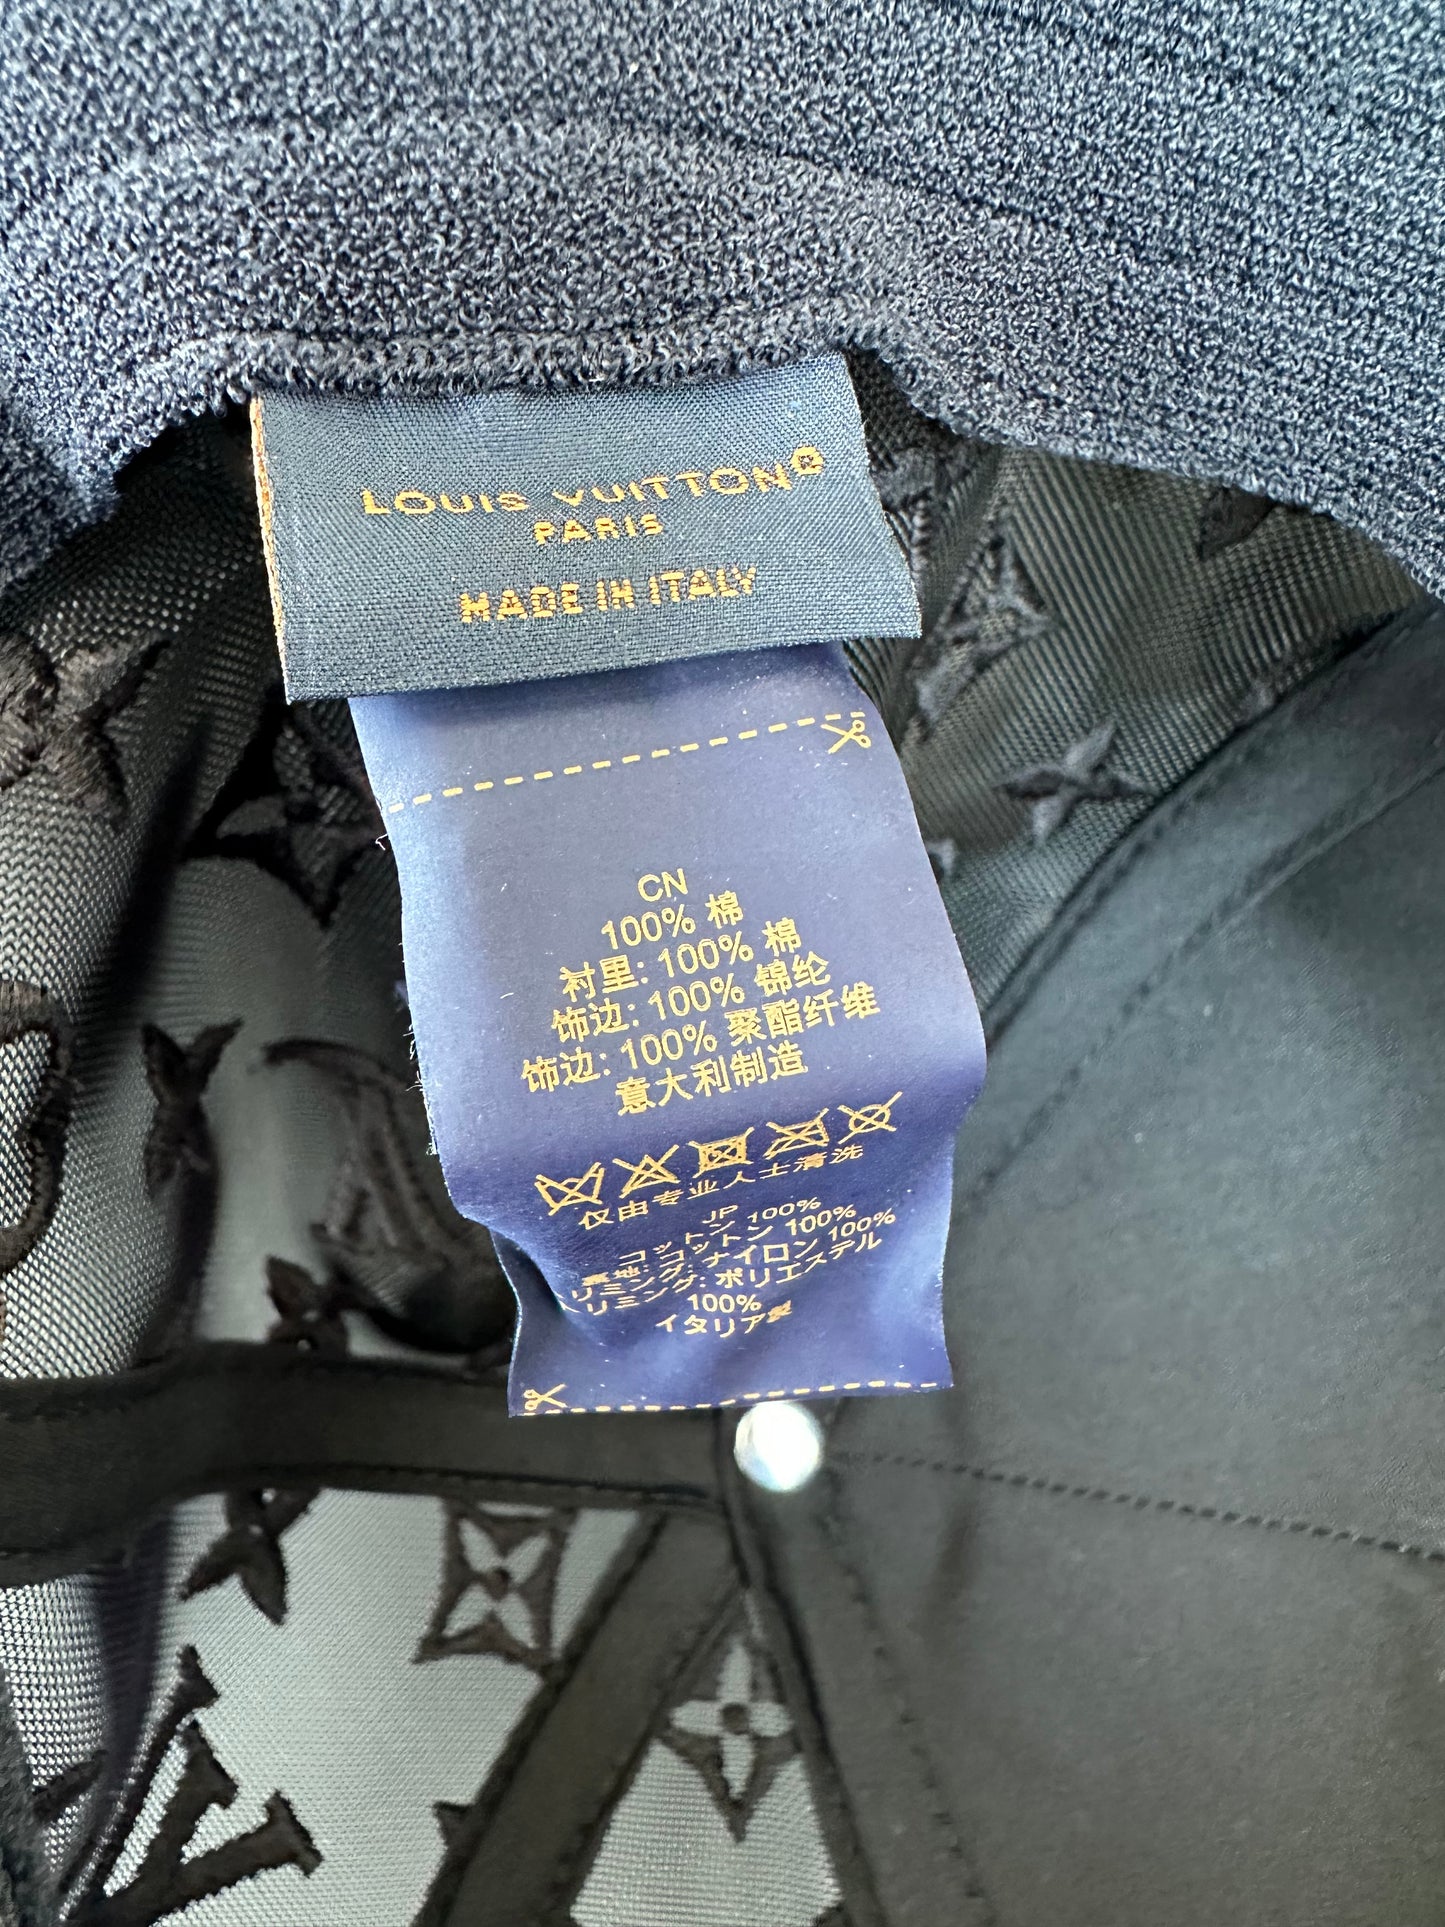 LOUIS VUITTON®
PARIS
MADE IN ITALY
CN
100% 棉
衬里: 100% 棉
饰边: 100% 锦纶
饰边: 100% 聚酯纤维
意大利制造
仅由专业人士清洗
JP 100%
コットン 100%
裏地: コットン 100%
リミング: ナイロン 100%
トリミング: ポリエステル
100%
イタリア製